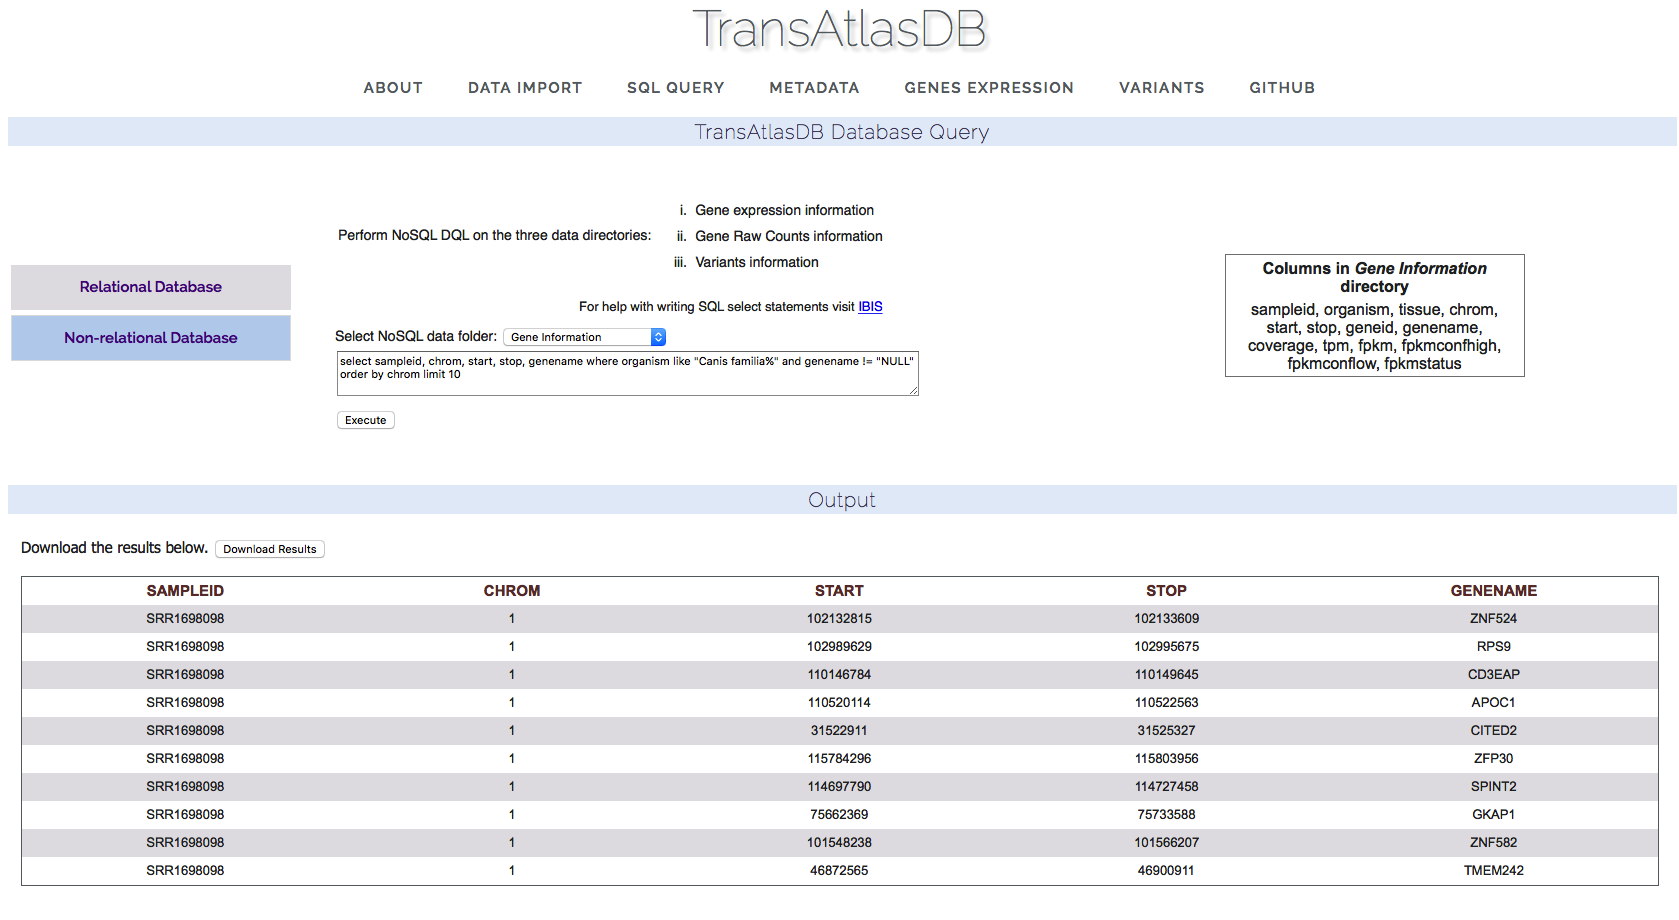 TransAtlasDB
ABOUT DATA IMPORT SQL QUERY METADATA GENES EXPRESSION VARIANTS GITHUB
TransAtlasDB Database Query
Relational Database
Non-relational Database
Perform NoSQL DQL on the three data directories:
i. Gene expression information
ii. Gene Raw Counts information
iii. Variants information
For help with writing SQL select statements visit IBIS
Select NoSQL data folder: Gene Information
select sampleid, chrom, start, stop, genename where organism like "Canis familia%" and genename != "NULL"
order by chrom limit 10
Execute
Columns in Gene Information
directory
sampleid, organism, tissue, chrom,
start, stop, geneid, genename,
coverage, tpm, fpkm, fpkmconfhigh,
fpkmconflow, fpkmstatus
Output
Download the results below. Download Results
SAMPLEID CHROM START STOP GENENAME
SRR1698098 1 102132815 102133609 ZNF524
SRR1698098 1 102989629 102995675 RPS9
SRR1698098 1 110146784 110149645 CD3EAP
SRR1698098 1 110520114 110522563 APOC1
SRR1698098 1 31522911 31525327 CITED2
SRR1698098 1 115784296 115803956 ZFP30
SRR1698098 1 114697790 114727458 SPINT2
SRR1698098 1 75662369 75733588 GKAP1
SRR1698098 1 101548238 101566207 ZNF582
SRR1698098 1 46872565 46900911 TMEM242